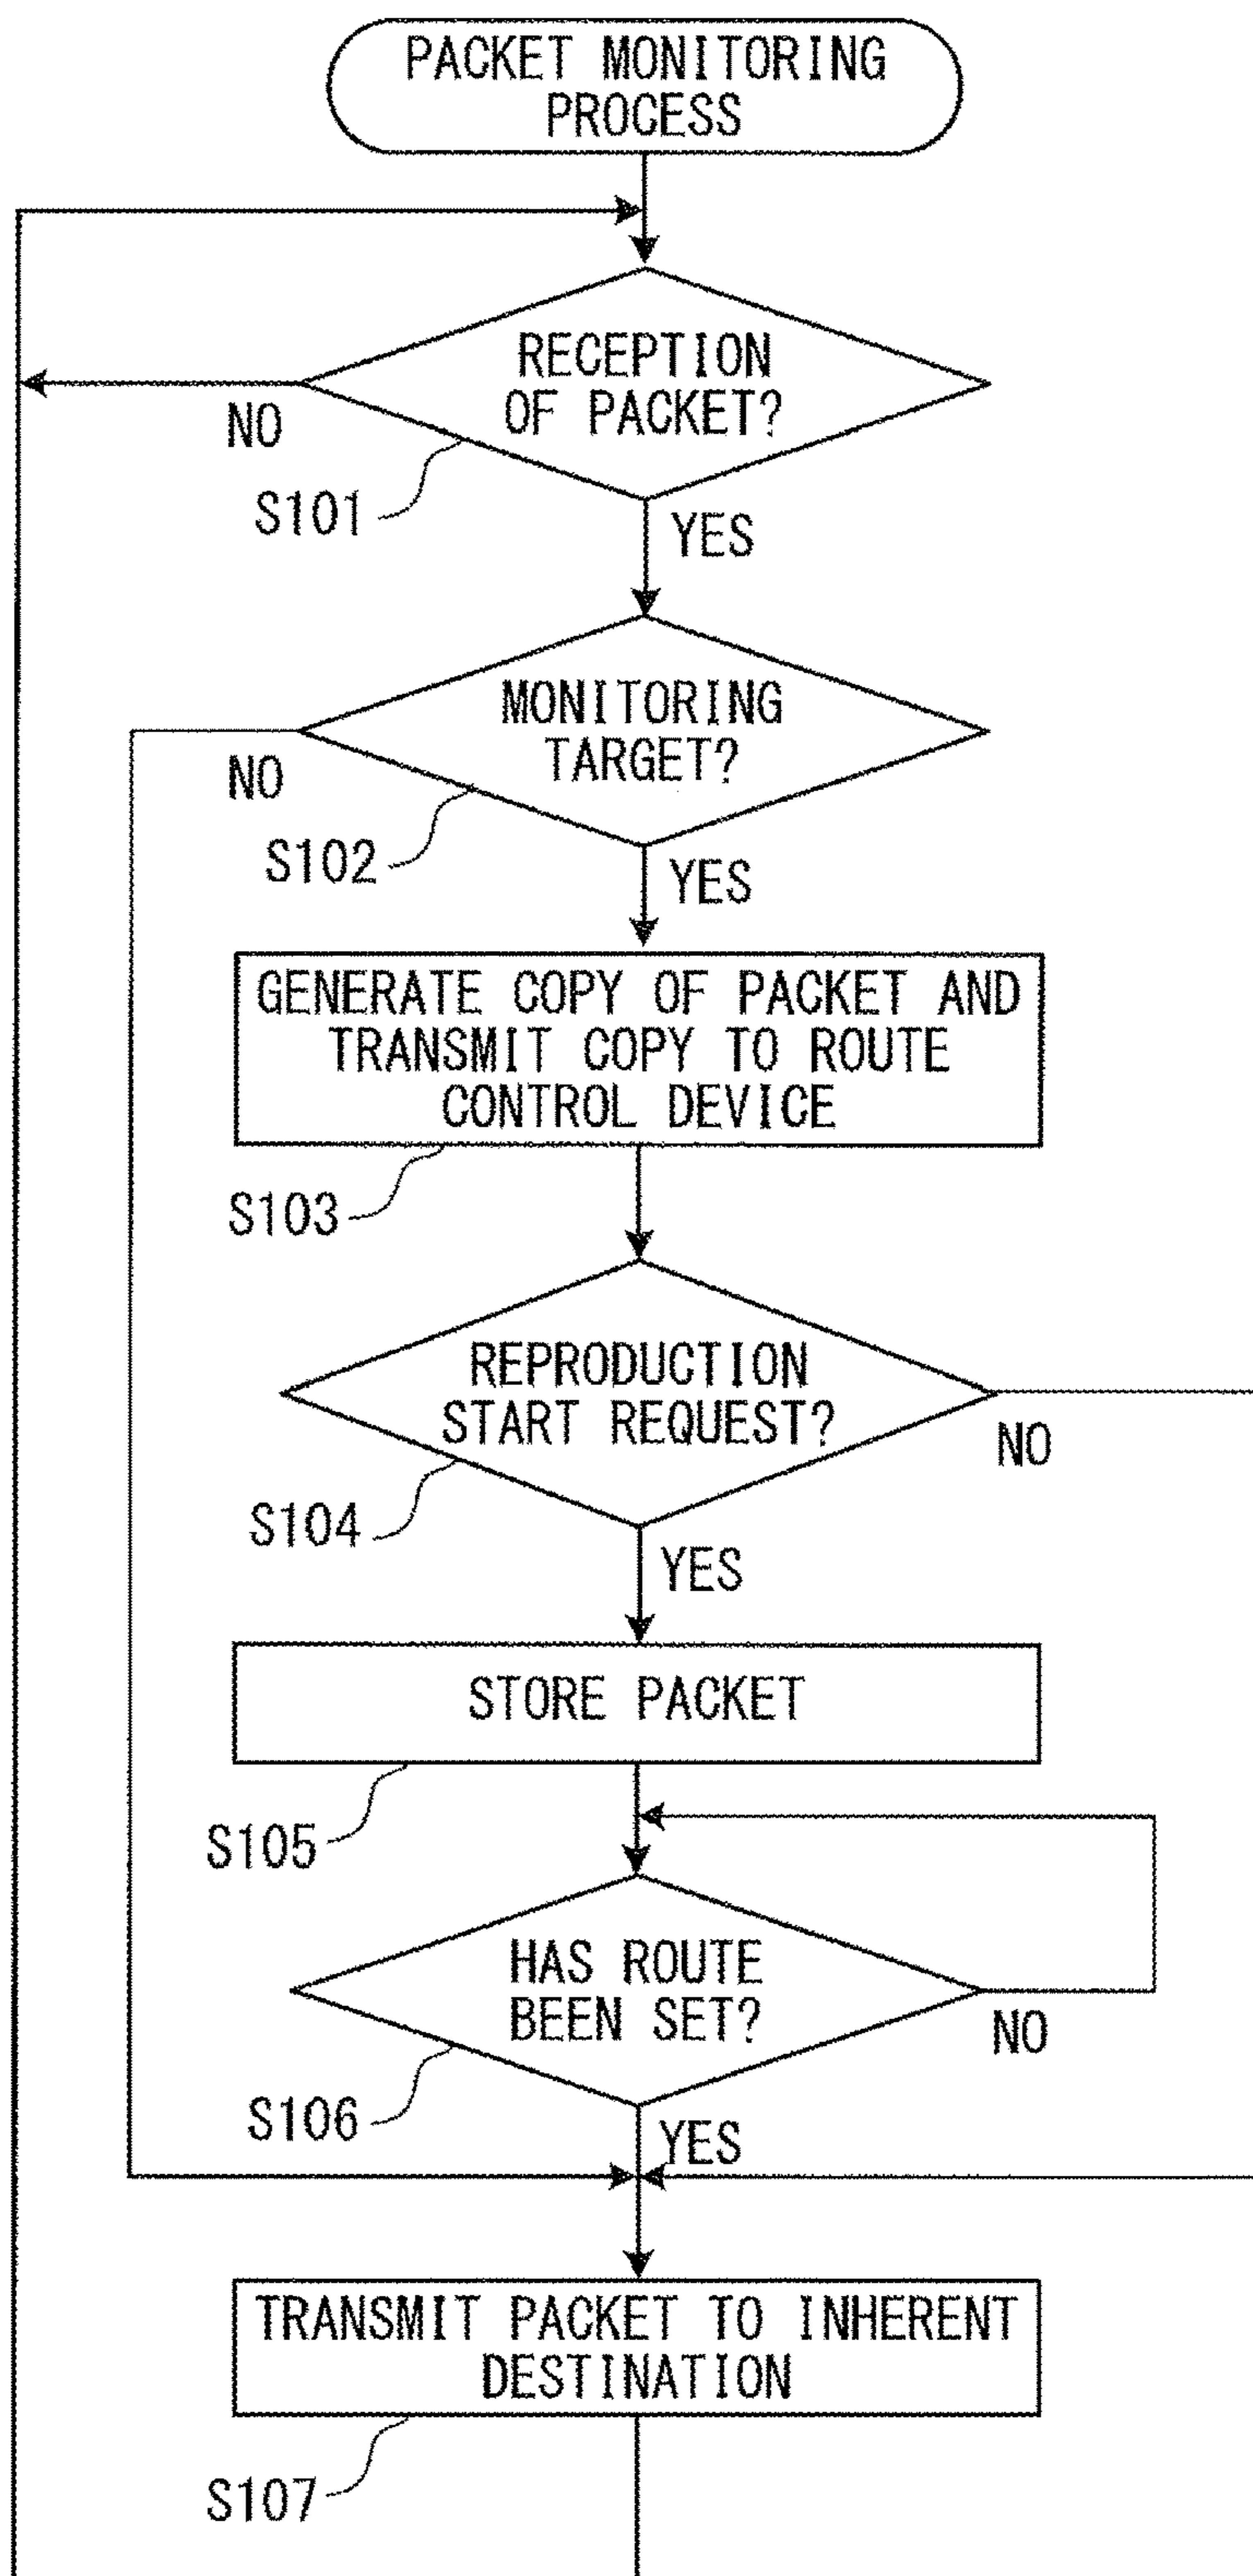 PACKET MONITORING
PROCESS
RECEPTION
OF PACKET?
NO
S101
YES
MONITORING
TARGET?
NO
S102
YES
GENERATE COPY OF PACKET AND
TRANSMIT COPY TO ROUTE
CONTROL DEVICE
S103
REPRODUCTION
START REQUEST?
NO
S104
YES
STORE PACKET
S105
HAS ROUTE
BEEN SET?
NO
S106
YES
TRANSMIT PACKET TO INHERENT
DESTINATION
S107